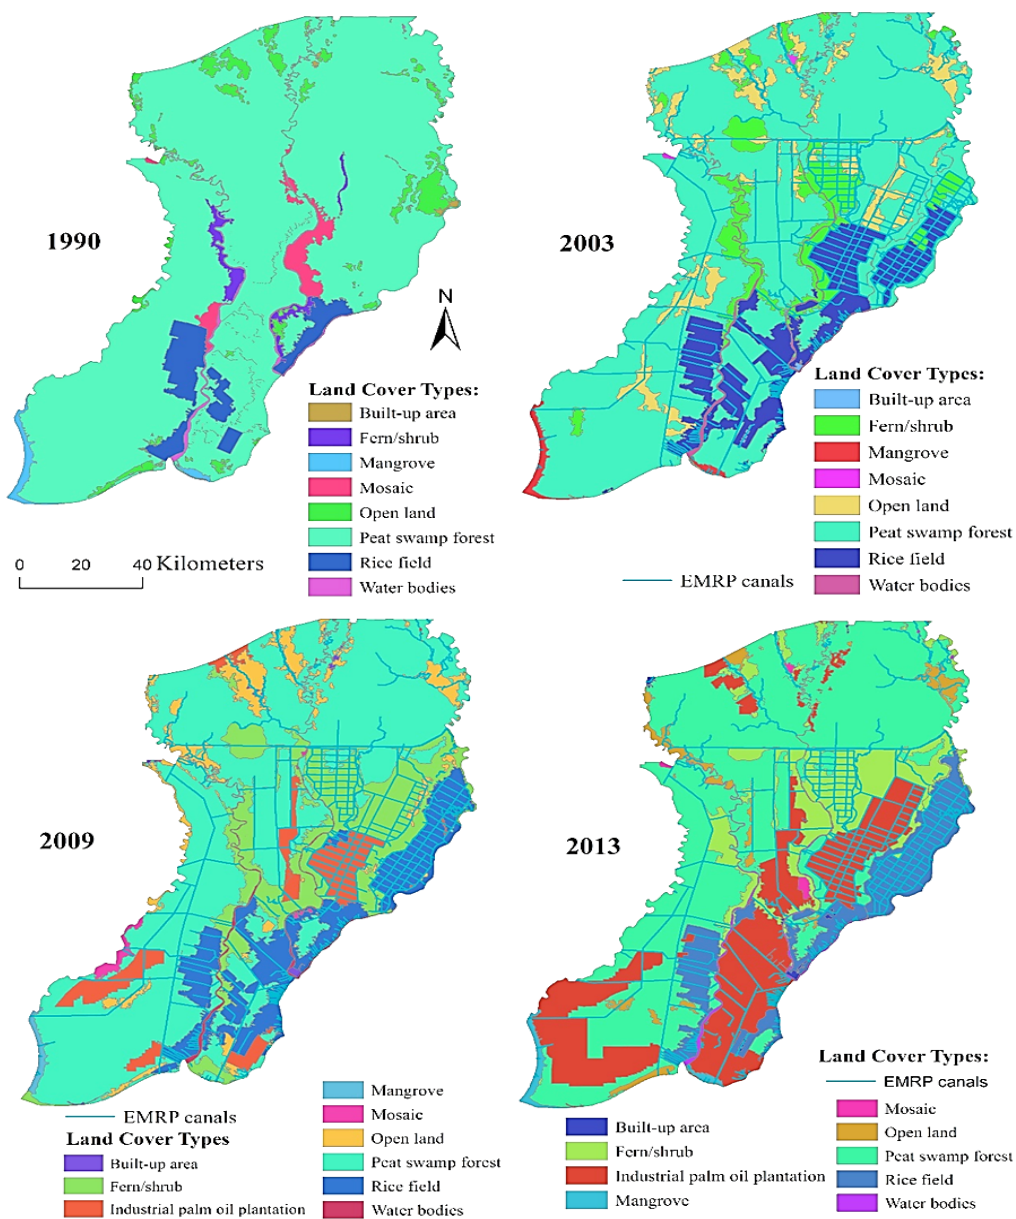 1990
N
Land Cover Types:
Built-up area
Fern/shrub
Mangrove
Mosaic
Open land
Peat swamp forest
Rice field
Water bodies
0 20 40 Kilometers
2003
Land Cover Types:
Built-up area
Fern/shrub
Mangrove
Mosaic
Open land
Peat swamp forest
Rice field
Water bodies
EMRP canals
2009
EMRP canals
Land Cover Types
Built-up area
Fern/shrub
Industrial palm oil plantation
Mangrove
Mosaic
Open land
Peat swamp forest
Rice field
Water bodies
2013
Land Cover Types:
EMRP canals
Built-up area
Fern/shrub
Industrial palm oil plantation
Mangrove
Mosaic
Open land
Peat swamp forest
Rice field
Water bodies